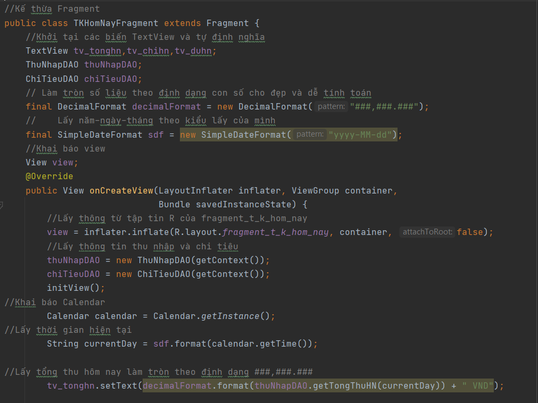 //Kế thừa Fragment
public class TKHomNayFragment extends Fragment {
//Khởi tại các biến TextView và tự định nghĩa
TextView tv_tonghn,tv_chihn,tv_duhn;
ThuNhapDAO thuNhapDAO;
ChiTieuDAO chiTieuDAO;
// Làm tròn số liệu theo định dạng con số cho đẹp và dễ tính toán
final DecimalFormat decimalFormat = new DecimalFormat( pattern: "###,###.###");
// Lấy năm-ngày-tháng theo kiểu lấy của mình
final SimpleDateFormat sdf = new SimpleDateFormat( pattern: "yyyy-MM-dd");
//Khai báo view
View view;
@Override
public View onCreateView(LayoutInflater inflater, ViewGroup container,
Bundle savedInstanceState) {
//Lấy thông từ tập tin R của fragment_t_k_hom_nay
view = inflater.inflate(R.layout.fragment_t_k_hom_nay, container, attachToRoot: false);
//Lấy thông tin thu nhập và chi tiêu
thuNhapDAO = new ThuNhapDAO(getContext());
chiTieuDAO = new ChiTieuDAO(getContext());
initView();
//Khai báo Calendar
Calendar calendar = Calendar.getInstance();
//Lấy thời gian hiện tại
String currentDay = sdf.format(calendar.getTime());
//Lấy tổng thu hôm nay làm tròn theo định dạng ###,###.###
tv_tonghn.setText(decimalFormat.format(thuNhapDAO.getTongThuHN(currentDay)) + " VNĐ");